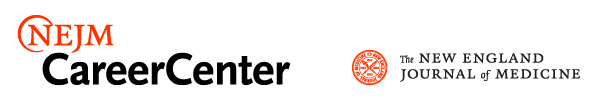 NEJM
CareerCenter
The NEW ENGLAND
JOURNAL of MEDICINE